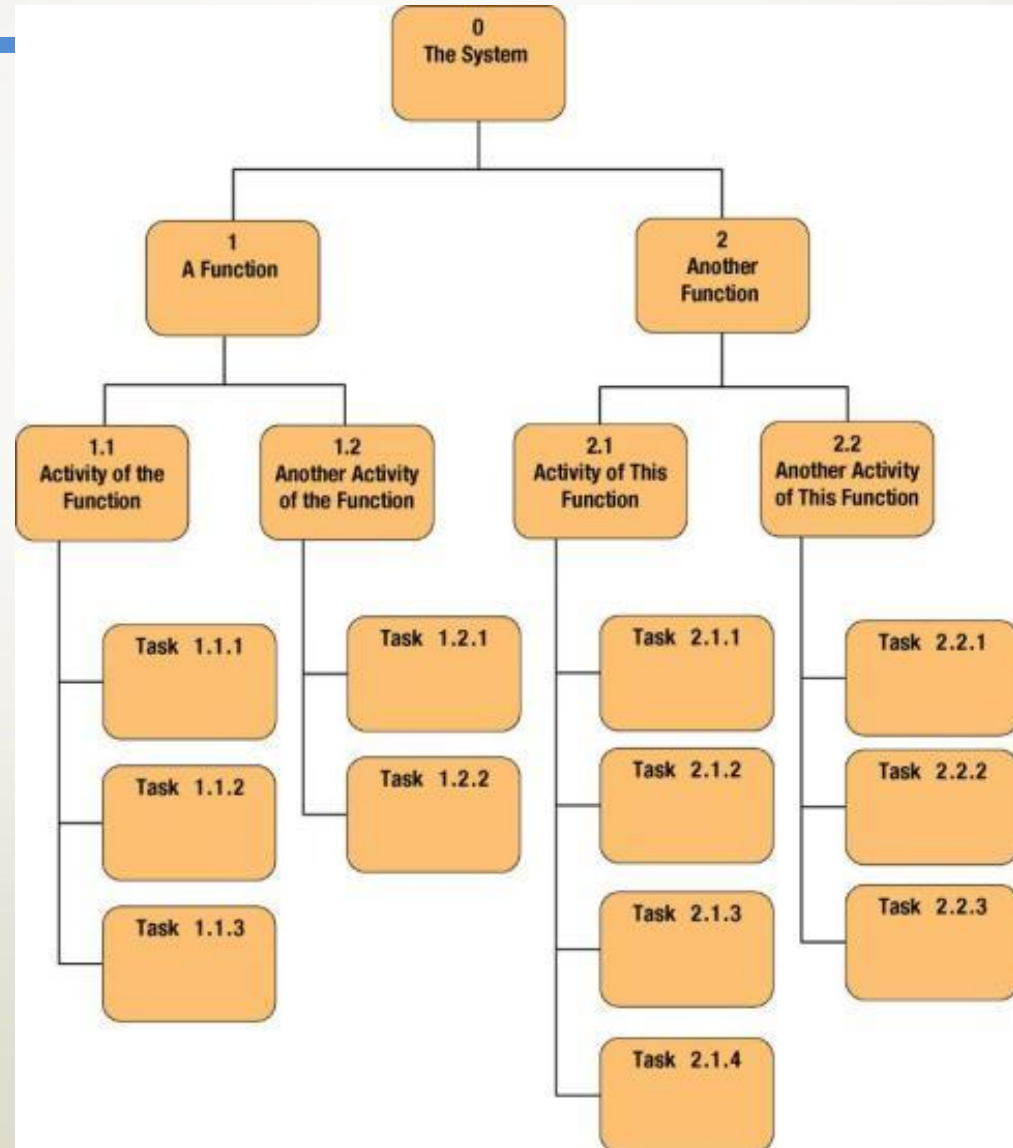 0
The System
1
A Function
2
Another
Function
1.1
Activity of the
Function
1.2
Another Activity
of the Function
2.1
Activity of This
Function
2.2
Another Activity
of This Function
Task 1.1.1
Task 1.1.2
Task 1.1.3
Task 1.2.1
Task 1.2.2
Task 2.1.1
Task 2.1.2
Task 2.1.3
Task 2.1.4
Task 2.2.1
Task 2.2.2
Task 2.2.3